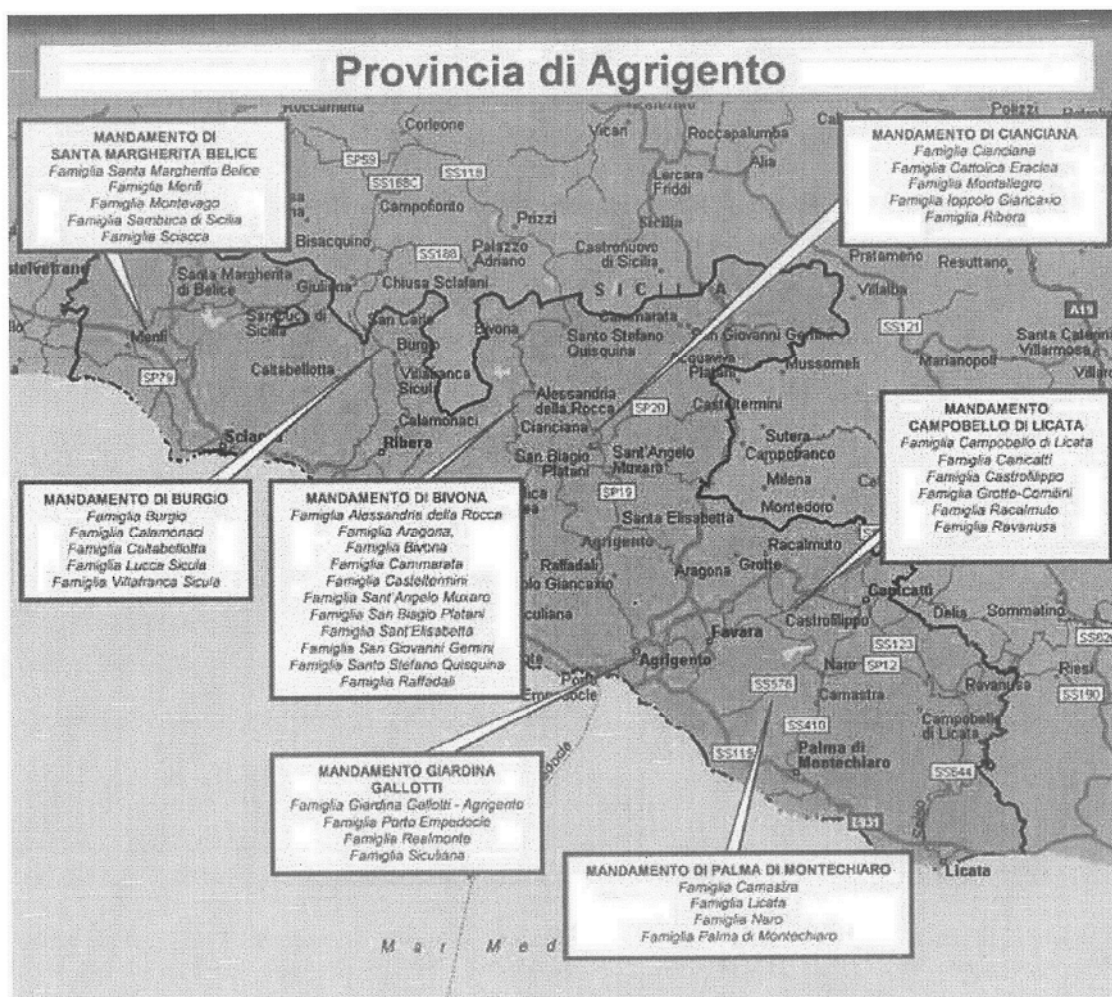 Provincia di Agrigento
MANDAMENTO DI
SANTA MARGHERITA BELICE
Famiglia Santa Margherita Belice
Famiglia Menfi
Famiglia Montevago
Famiglia Sambuca di Sicilia
Famiglia Sciacca
MANDAMENTO DI CIANCIANA
Famiglia Cianciana
Famiglia Cattolica Eraclea
Famiglia Montallegro
Famiglia Ioppolo Giancaxio
Famiglia Ribera
MANDAMENTO
CAMPOBELLO DI LICATA
Famiglia Campobello di Licata
Famiglia Canicattì
Famiglia Castrofilippo
Famiglia Grotte-Comitini
Famiglia Racalmuto
Famiglia Ravanusa
MANDAMENTO DI BURGIO
Famiglia Burgio
Famiglia Calamonaci
Famiglia Caltabellotta
Famiglia Lucca Sicula
Famiglia Villafranca Sicula
MANDAMENTO DI BIVONA
Famiglia Alessandria della Rocca
Famiglia Aragona,
Famiglia Bivona
Famiglia Cammarata
Famiglia Casteltermini
Famiglia Sant'Angelo Muxaro
Famiglia San Biagio Platani
Famiglia Sant'Elisabetta
Famiglia San Giovanni Gemini
Famiglia Santo Stefano Quisquina
Famiglia Raffadali
MANDAMENTO GIARDINA
GALLOTTI
Famiglia Giardina Gallotti - Agrigento
Famiglia Porto Empedocle
Famiglia Realmonte
Famiglia Siculiana
MANDAMENTO DI PALMA DI MONTECHIARO
Famiglia Camastra
Famiglia Licata
Famiglia Naro
Famiglia Palma di Montechiaro
Corleone
Vicari
Roccapalumba
Polizzi
SP59
SS118
SS188C
Alia
Lercara
Friddi
Campofiorito
Prizzi
Sicilia
Bisacquino
SS188
Palazzo
Adriano
Castronuovo
di Sicilia
Pratameno
Resuttano
Santa Margherita
di Belice
Giuliana
Chiusa Sclafani
SICILIA
Villalba
A19
Menfi
San Carlo
Bivona
Cammarata
Santo Stefano
Quisquina
San Giovanni Gemini
SS121
Santa Caterina
Villarmosa
Burgio
Marianopoli
Caltabellotta
Villafranca
Sicula
Acquaviva
Platani
Mussomeli
SP79
Alessandria
della Rocca
SP20
Casteltermini
Calamonaci
Cianciana
Sciacca
Ribera
San Biagio
Platani
Sant'Angelo
Muxaro
Sutera
Campofranco
Milena
SP19
Montedoro
Santa Elisabetta
Agrigento
Racalmuto
Raffadali
Aragona
Grotte
Canicatti
Delia
Sommatino
Castrofilippo
Favara
SS123
Agrigento
Naro
SP12
Riesi
SS576
Camastra
Ravanusa
SS190
SS410
Campobello
di Licata
SS115
Palma di
Montechiaro
SS644
Salso
Licata
Mar Med